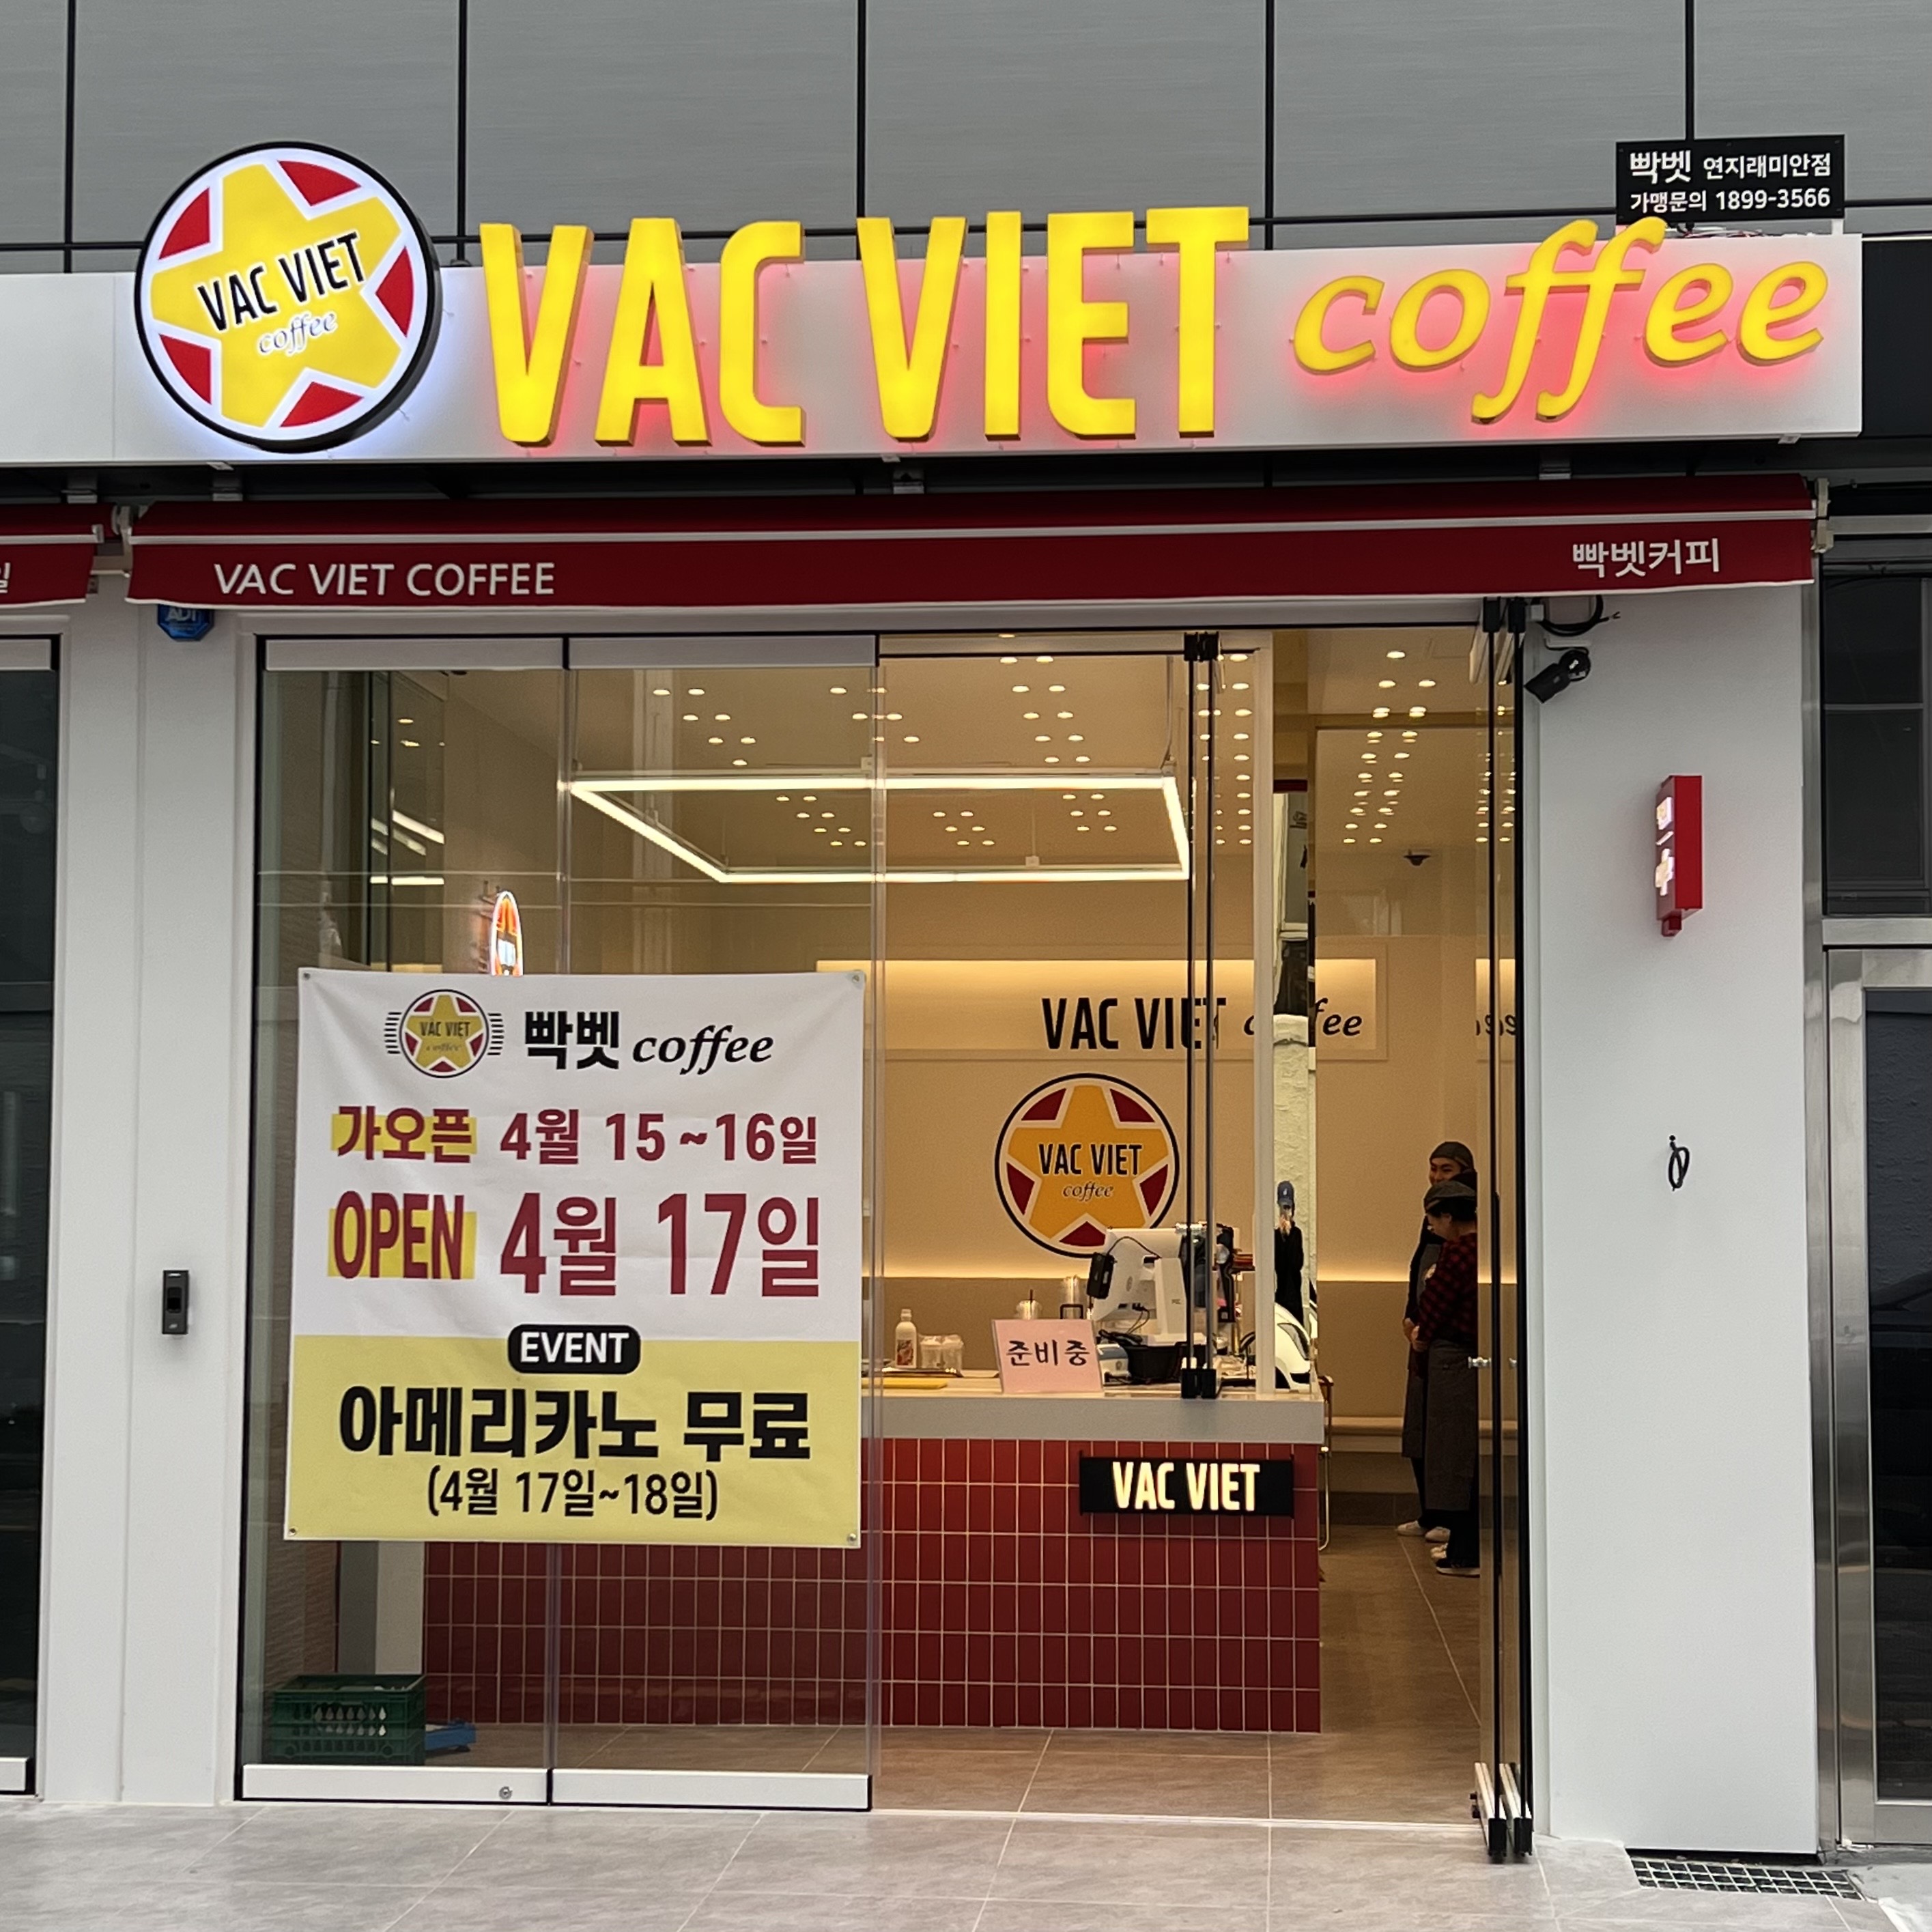 빡벳 연지래미안점
가맹문의 1899-3566
VAC VIET
coffee
VAC VIET coffee
VAC VIET COFFEE
빡벳커피
ADT
VAC VIET
coffee
빡벳 coffee
가오픈 4월 15~16일
OPEN 4월 17일
EVENT
아메리카노 무료
(4월 17일~18일)
VAC VIET
VAC VIET
coffee
준비중
VAC VIET